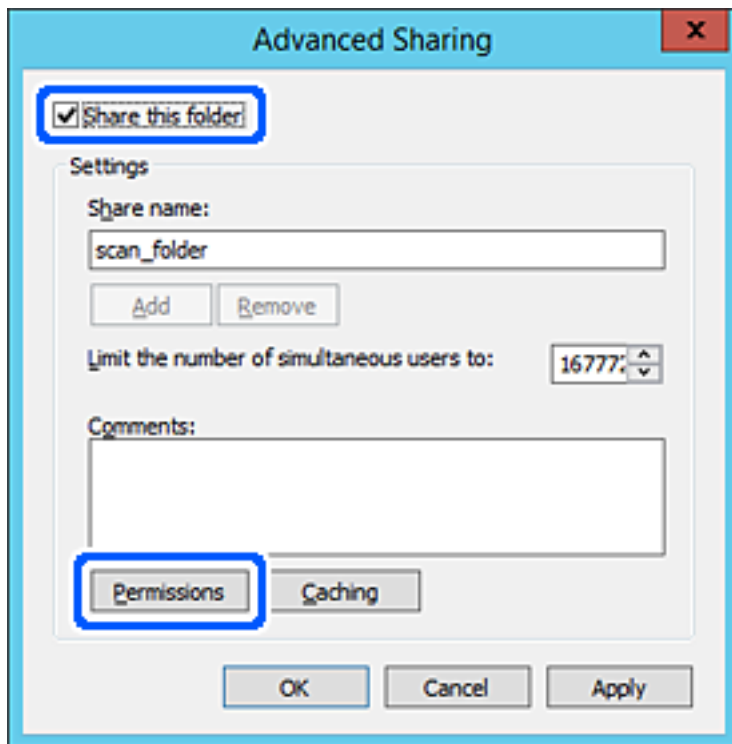 Advanced Sharing
x
Share this folder
Settings
Share name:
scan_folder
Add Remove
Limit the number of simultaneous users to:
Comments:
Permissions Caching
OK Cancel Apply